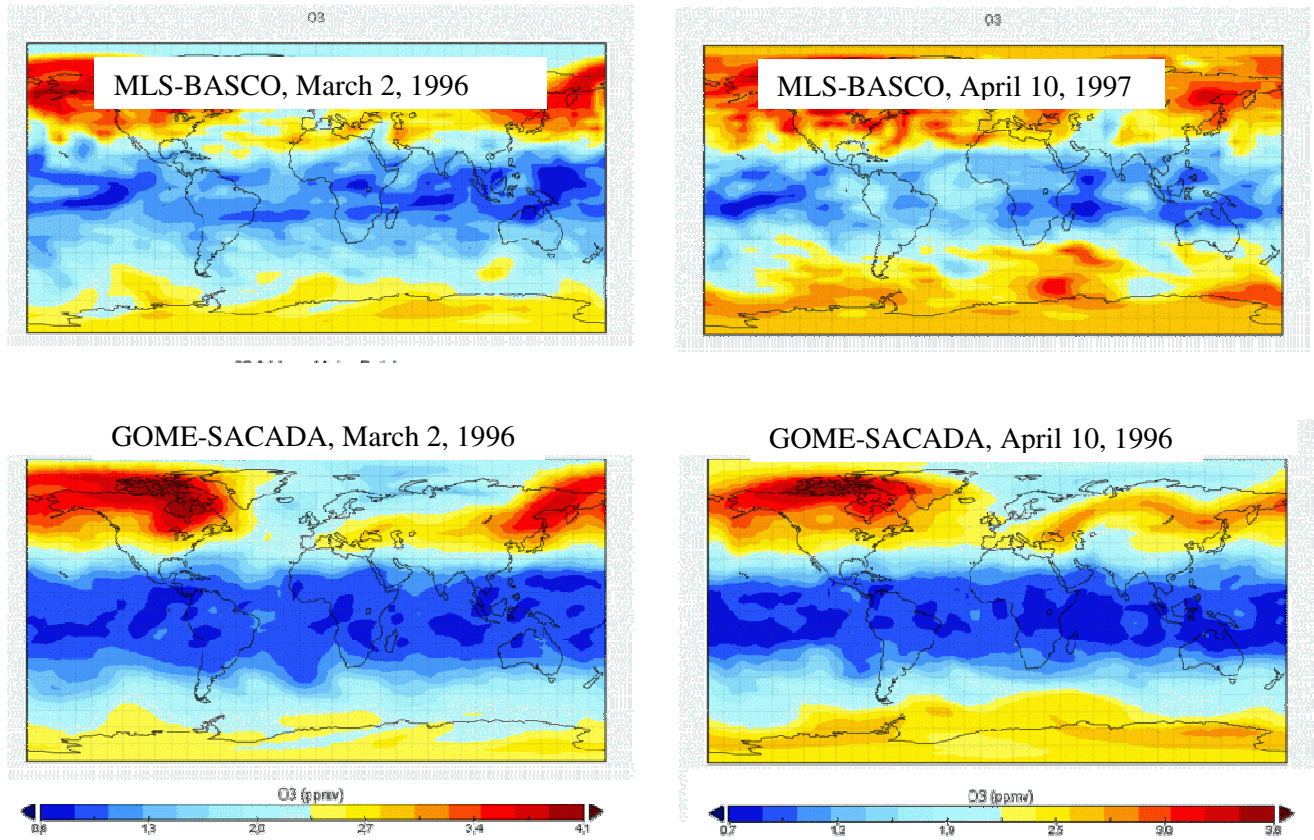 O3
O3
MLS-BASCO, March 2, 1996
MLS-BASCO, April 10, 1997
GOME-SACADA, March 2, 1996
GOME-SACADA, April 10, 1996
O3 (ppmv)
0,6 1,3 2,0 2,7 3,4 4,1
O3 (ppmv)
0,7 1,3 1,9 2,5